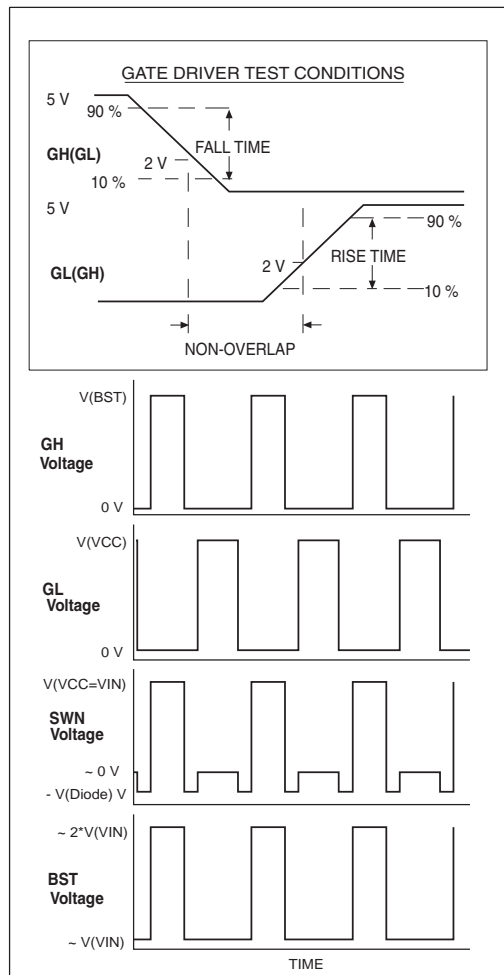 GATE DRIVER TEST CONDITIONS
5 V
90 %
FALL TIME
GH(GL)
2 V
10 %
5 V
90 %
2 V
RISE TIME
GL(GH)
10 %
NON-OVERLAP
V(BST)
GH
Voltage
0 V
V(VCC)
GL
Voltage
0 V
V(VCC=VIN)
SWN
Voltage
~ 0 V
- V(Diode) V
~ 2*V(VIN)
BST
Voltage
~ V(VIN)
TIME